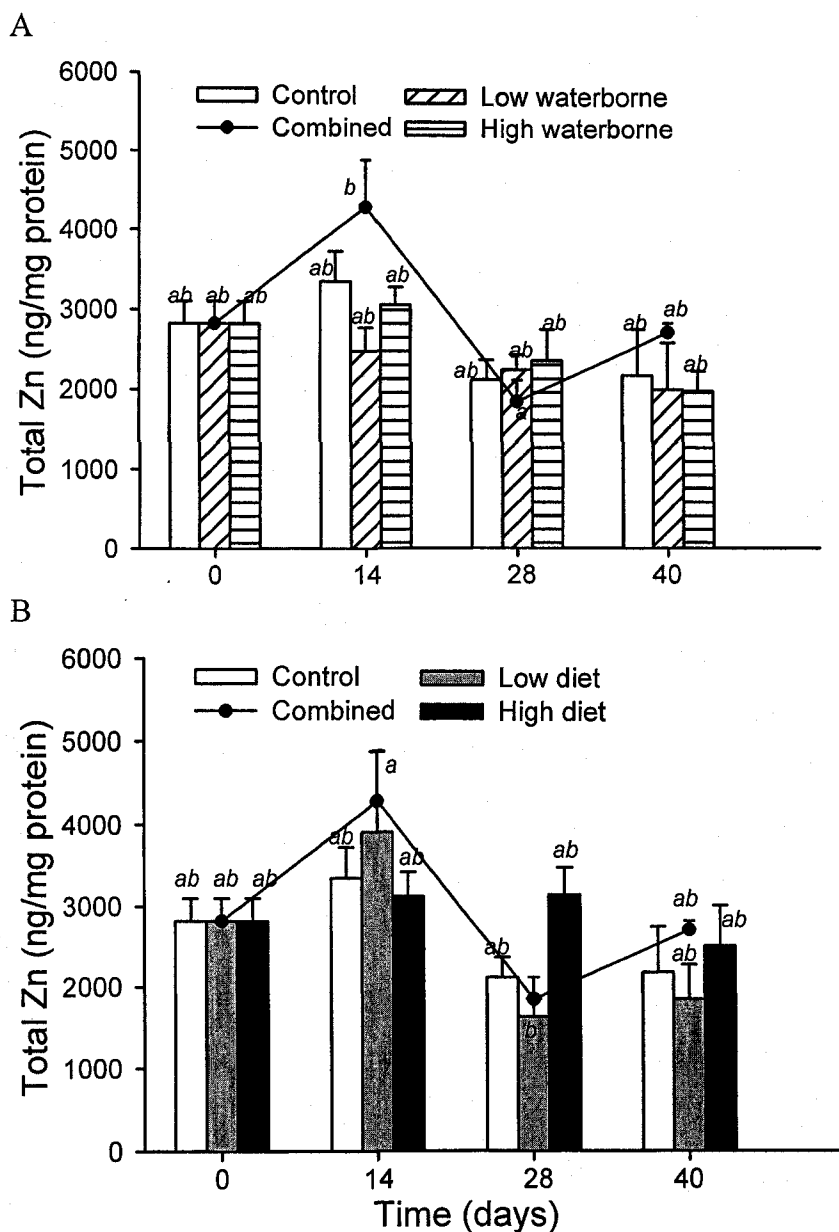 A
6000
5000
4000
3000
2000
1000
0
Total Zn (ng/mg protein)
Control
Low waterborne
Combined
High waterborne
ab ab ab
ab b ab ab
ab ab ab a
ab ab ab ab
0 14 28 40
B
6000
5000
4000
3000
2000
1000
0
Total Zn (ng/mg protein)
Control
Low diet
Combined
High diet
ab ab ab
ab a ab
ab b ab
ab ab ab
0 14 28 40
Time (days)